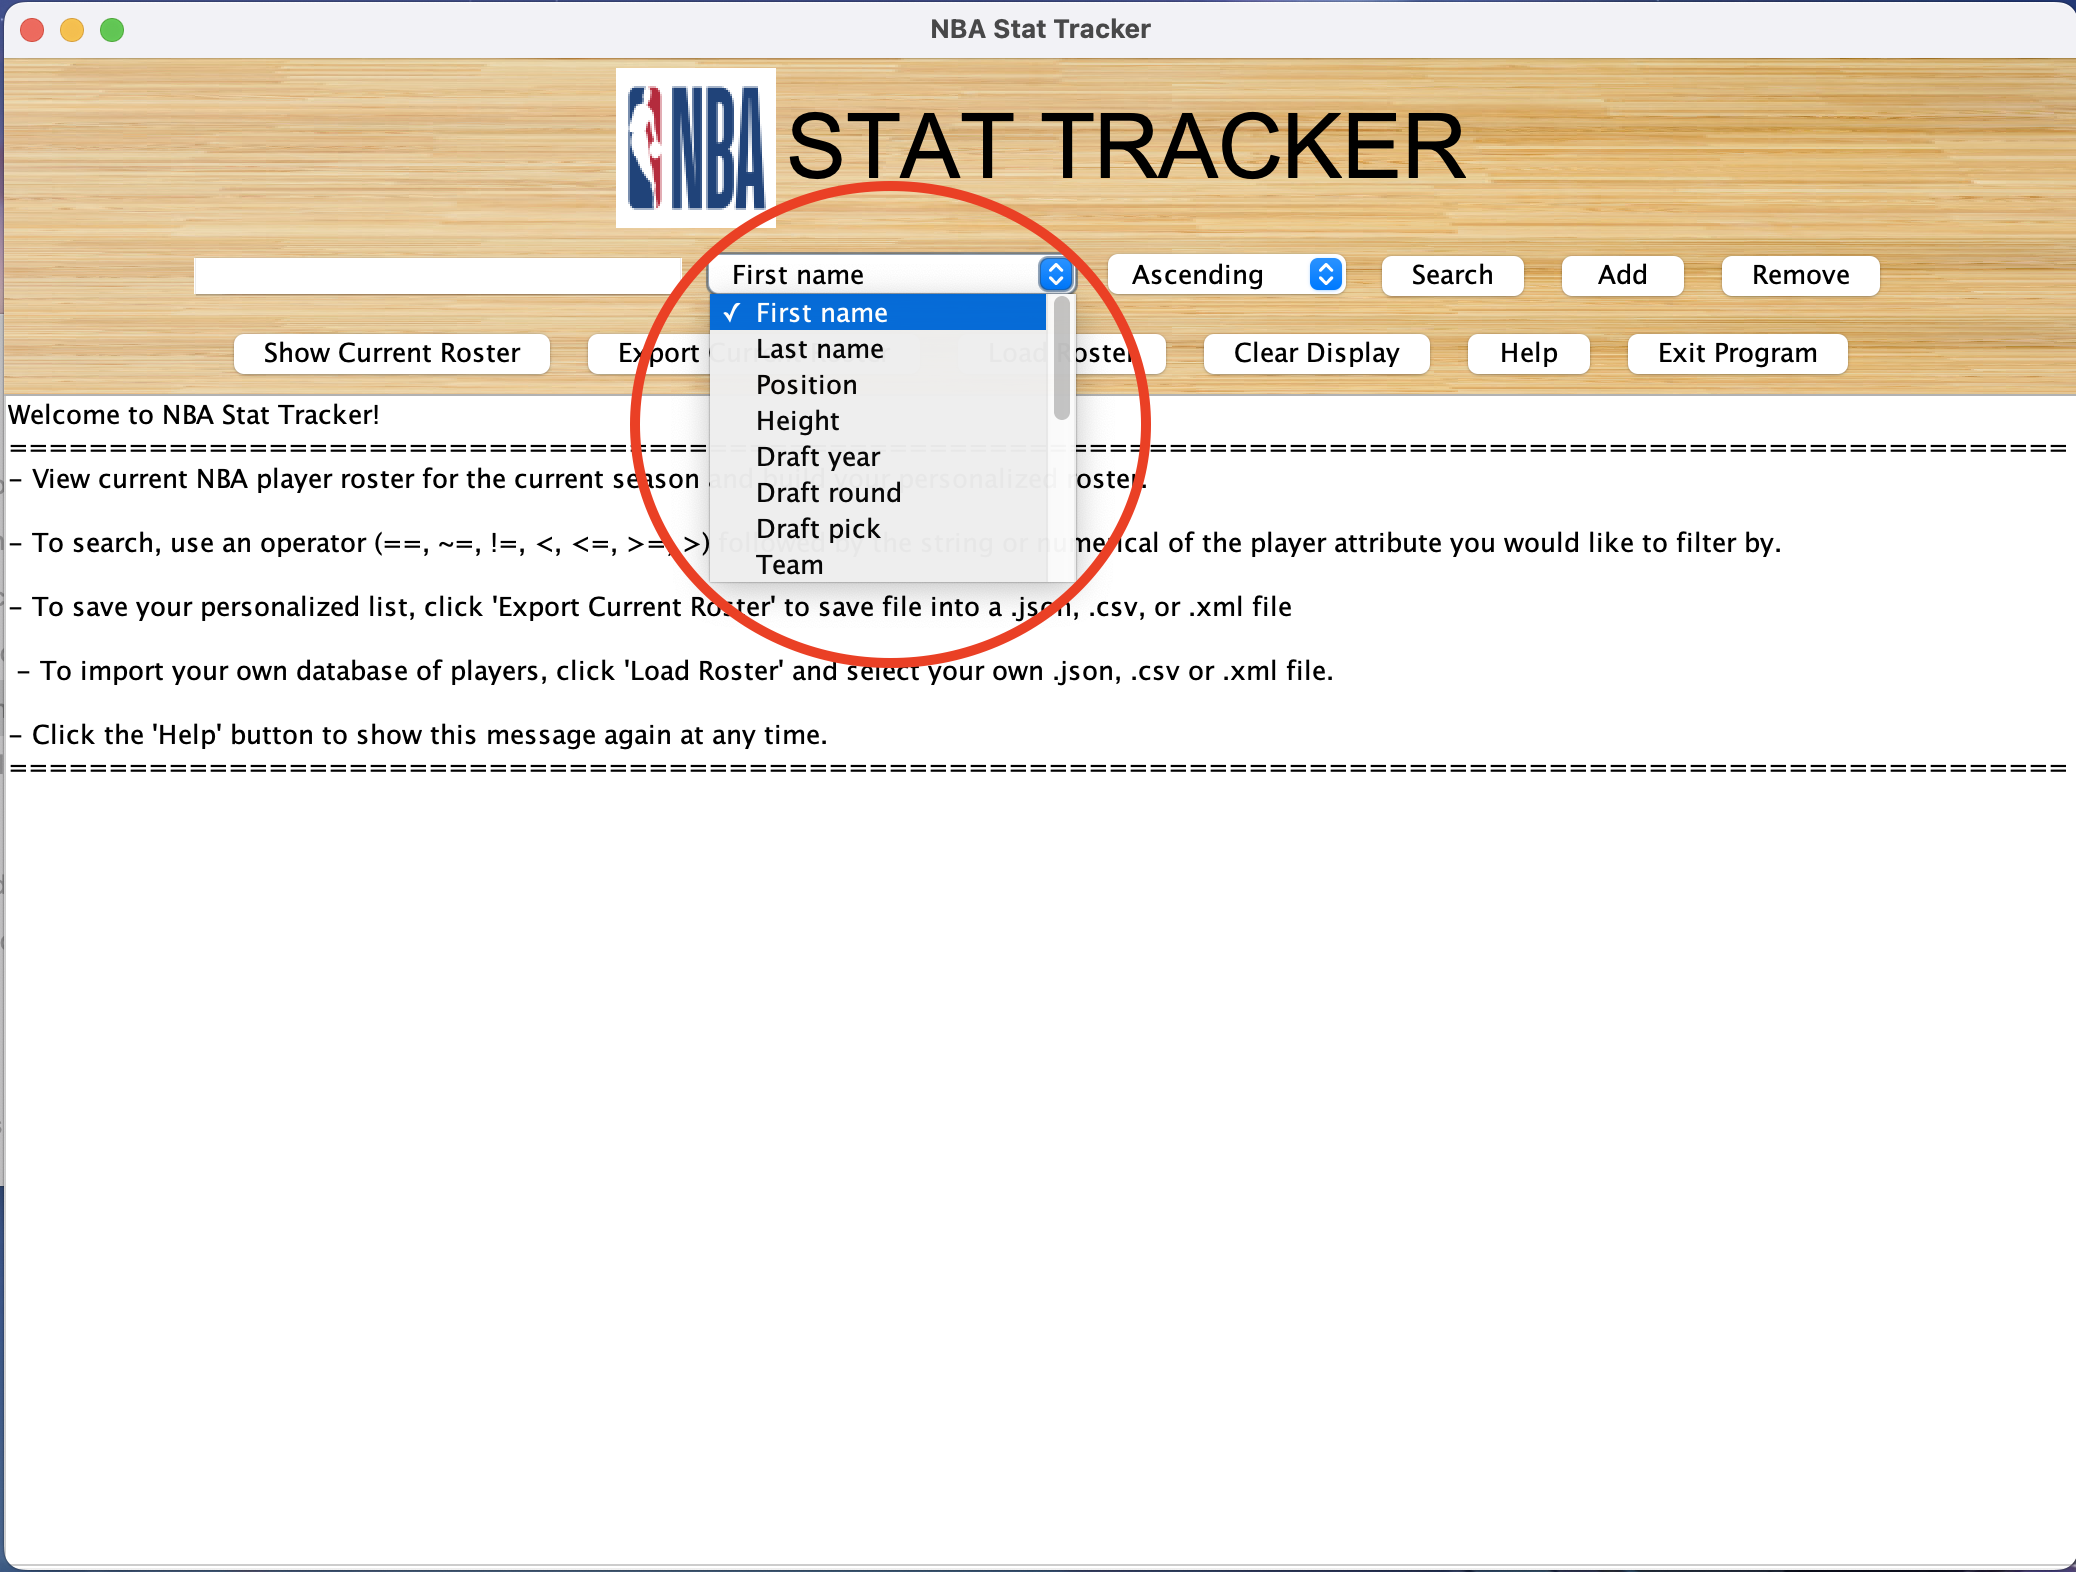 NBA Stat Tracker
NBA STAT TRACKER
First name Ascending Search Add Remove
✓ First name
Last name
Position
Height
Draft year
Draft round
Draft pick
Team
Show Current Roster Export Load Roster Clear Display Help Exit Program
Welcome to NBA Stat Tracker!
=======================================================================================================
- View current NBA player roster for the current season and build your personalized roster.
- To search, use an operator (==, ~=, !=, <, <=, >=, >) followed by the string or numerical of the player attribute you would like to filter by.
- To save your personalized list, click 'Export Current Roster' to save file into a .json, .csv, or .xml file
- To import your own database of players, click 'Load Roster' and select your own .json, .csv or .xml file.
- Click the 'Help' button to show this message again at any time.
=======================================================================================================